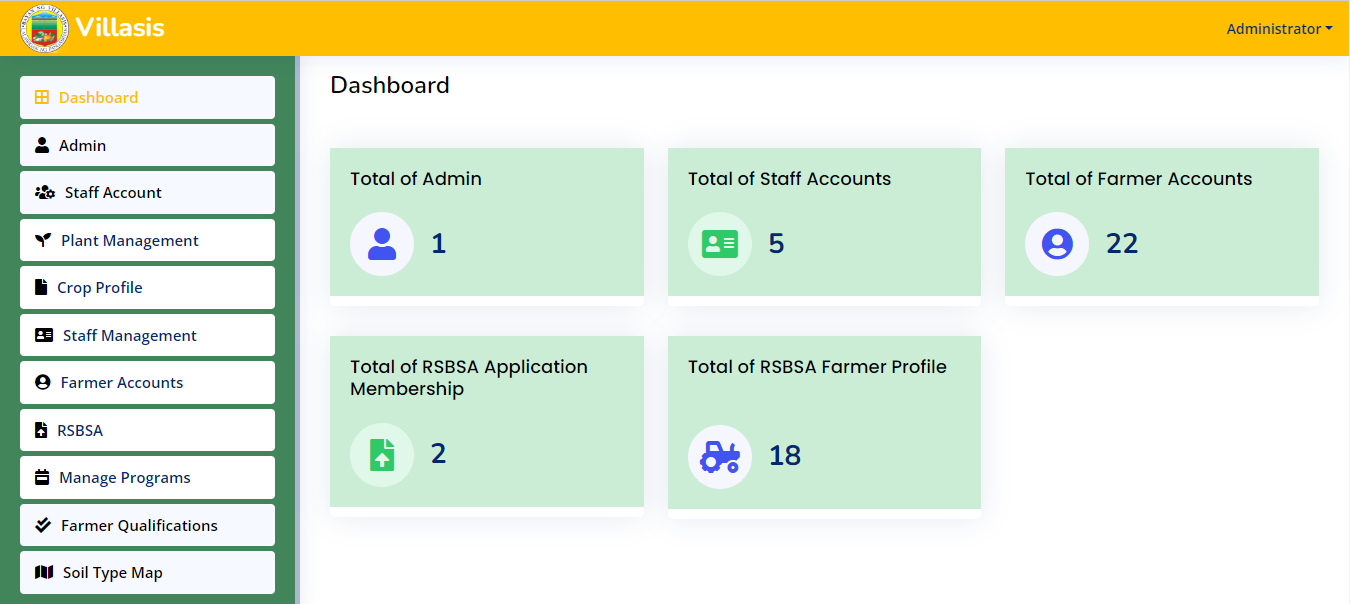 Villasis
Administrator
Dashboard
Admin
Staff Account
Plant Management
Crop Profile
Staff Management
Farmer Accounts
RSBSA
Manage Programs
Farmer Qualifications
Soil Type Map
Dashboard
Total of Admin
1
Total of Staff Accounts
5
Total of Farmer Accounts
22
Total of RSBSA Application
Membership
2
Total of RSBSA Farmer Profile
18